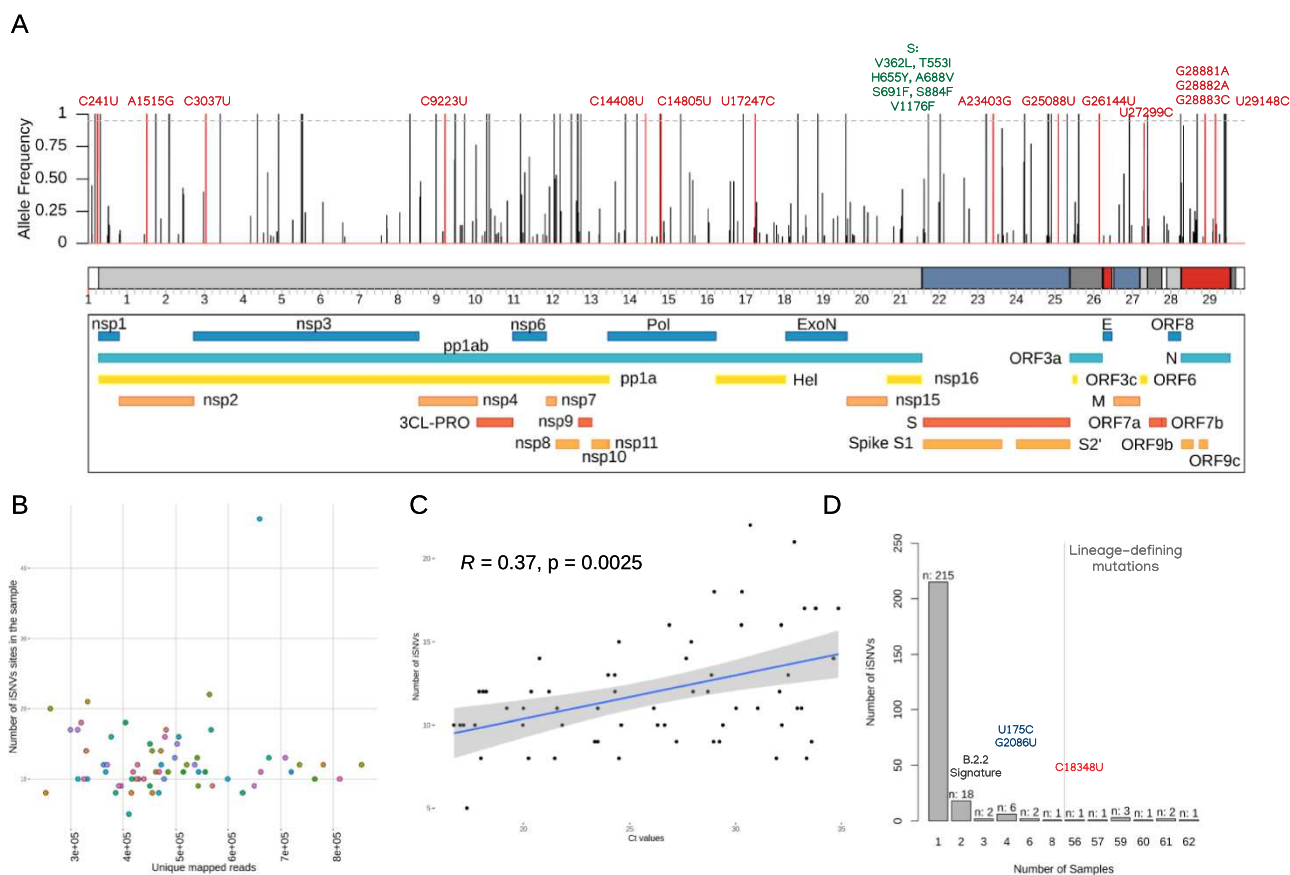 A
S:
V362L, T553I
H655Y, A688V
S691F, S884F
V1176F
G28881A
G28882A
G28883C
C241U A1515G C3037U C9223U C14408U C14805U U17247C A23403G G25088U G26144U U29148C
U27299C
Allele Frequency
1
0.75
0.50
0.25
0
1 1 2 3 4 5 6 7 8 9 10 11 12 13 14 15 16 17 18 19 20 21 22 23 24 25 26 27 28 29
nsp1 nsp3 nsp6 Pol ExoN E ORF8
pp1ab ORF3a N
pp1a Hel nsp16 ORF3c ORF6
nsp2 nsp4 nsp7 nsp15 M
3CL-PRO nsp9 S ORF7a ORF7b
nsp8 nsp11 Spike S1 S2' ORF9b
nsp10 ORF9c
B
Number of iSNVs sites in the sample
40
30
20
10
3e+05 4e+05 5e+05 6e+05 7e+05 8e+05
Unique mapped reads
C
R = 0.37, p = 0.0025
Number of iSNVs
20
15
10
5
20 25 30 35
Ct values
D
Lineage-defining
mutations
Number of iSNVs
250
200
150
100
50
0
n: 215
U175C
G2086U
B.2.2
Signature
C18348U
n: 18 n: 2 n: 6 n: 2 n: 1 n: 1 n: 1 n: 3 n: 1 n: 2 n: 1
1 2 3 4 6 8 56 57 59 60 61 62
Number of Samples